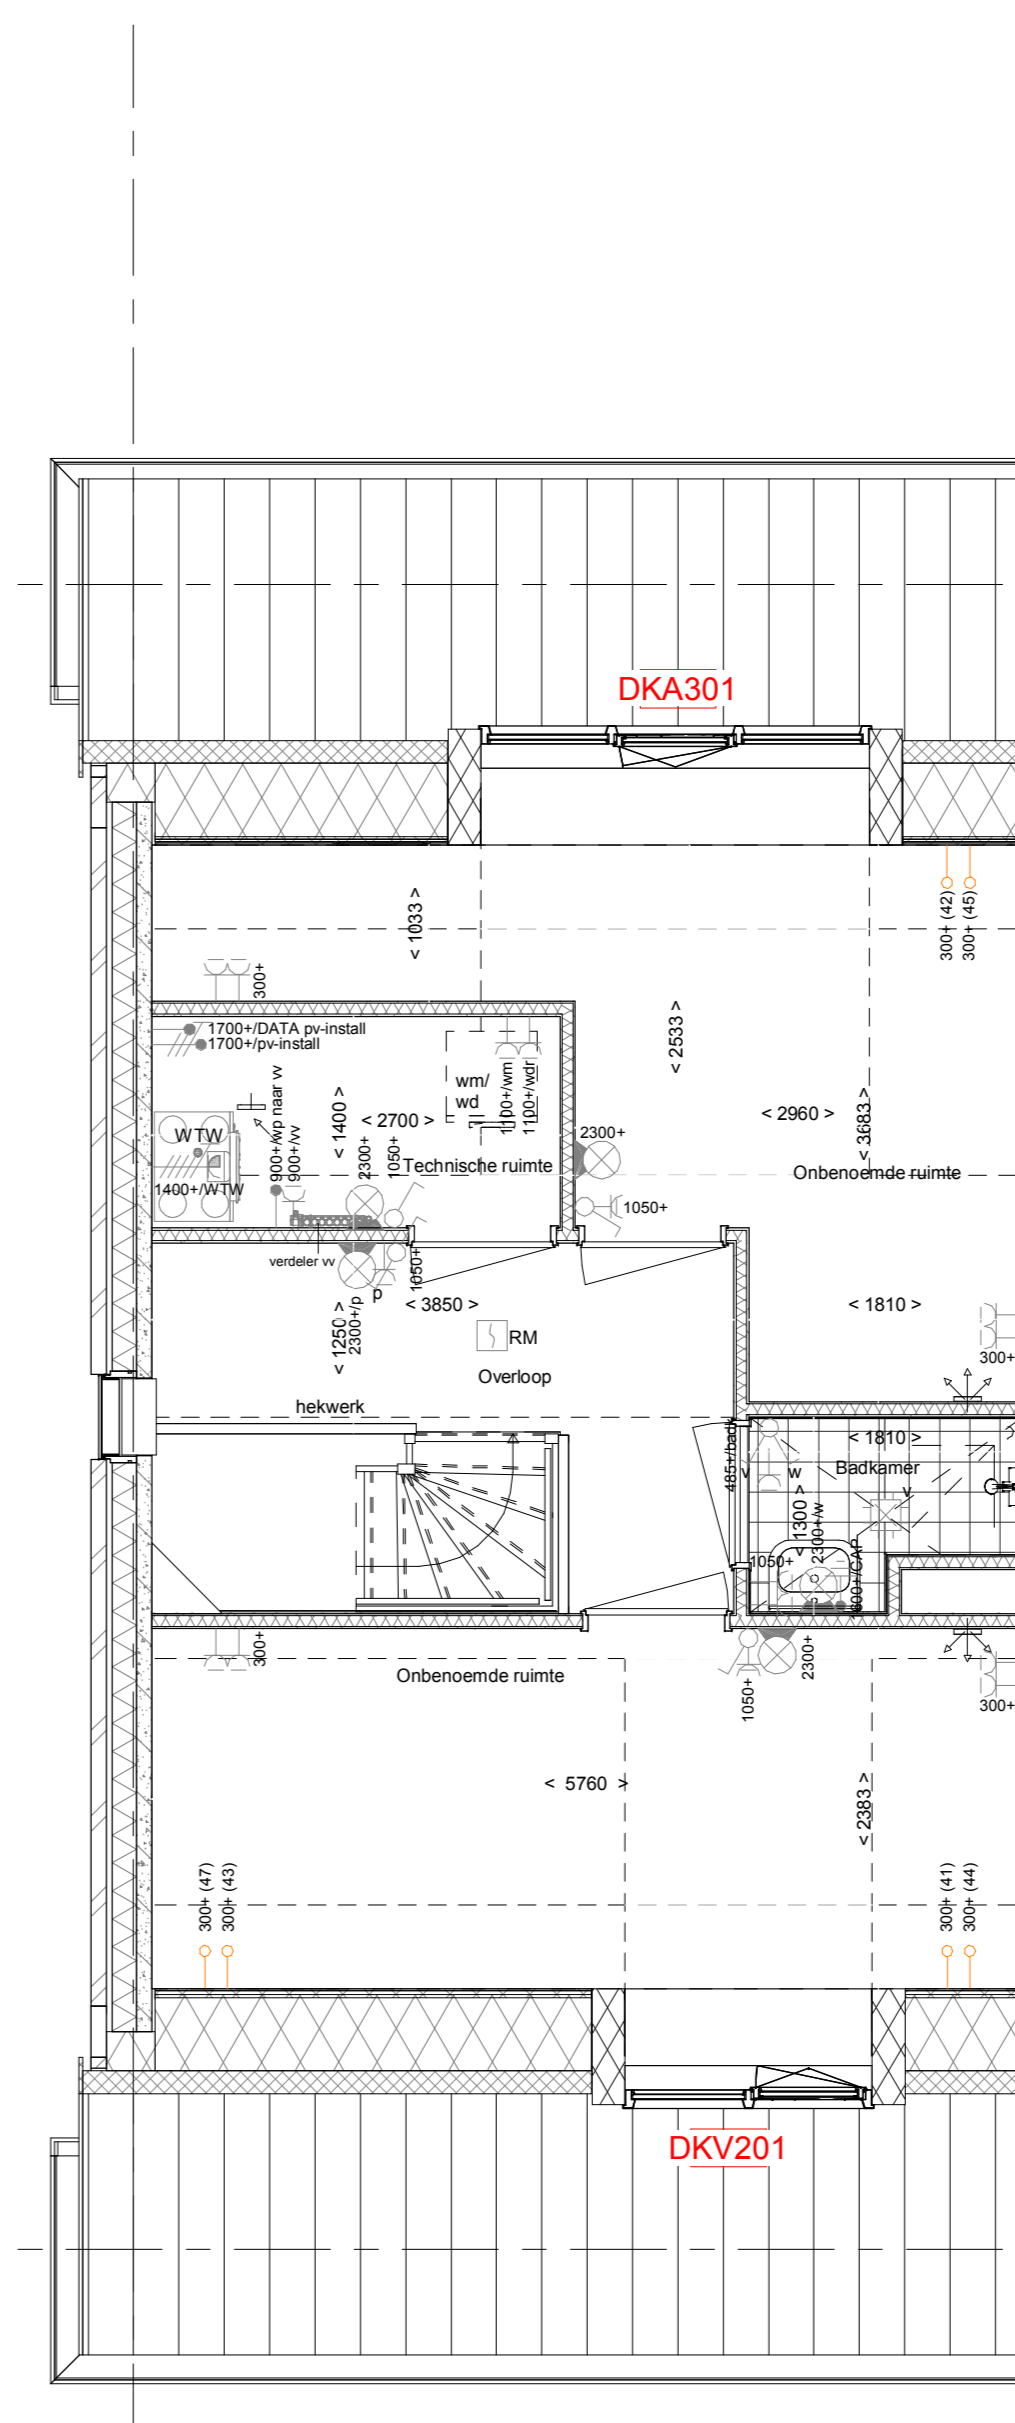 DKA301
< 1033 >
300+ (42)
300+ (45)
300+
1700+/DATA pv-install
1700+/pv-install
wm/
wd
1100+/wm
1100+/wdr
< 2533 >
< 2960 >
< 3683 >
900+/wp naar vv
900+/vv
< 1400 >
< 2700 >
WTW
2300+
1050+
2300+
Technische ruimte
Onbenoemde ruimte
1400+/WTW
1050+
verdeler vv
1050+
p
< 3850 >
< 1810 >
< 1250 >
2300+/p
RM
300+
Overloop
hekwerk
< 1810 >
485+/badk
v
w
Badkamer
v
< 1300 >
2300+/w
1050+
600+/CAP
300+
Onbenoemde ruimte
1050+
2300+
300+
< 5760 >
< 2383 >
300+ (47)
300+ (43)
300+ (41)
300+ (44)
DKV201